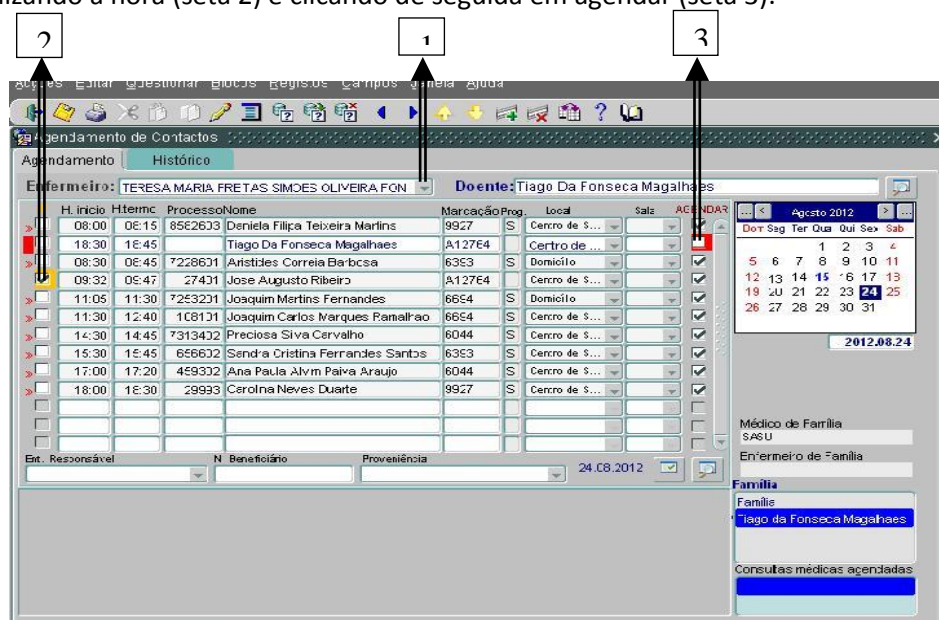 lizando a hora (seta 2) e clicando de seguida em agendar (seta 3).
2 1 3
Acções Editar Questionar Blocos Registos Campos Janela Ajuda
Agendamento de Contactos
Agendamento Histórico
Enfermeiro: TERESA MARIA FREITAS SIMOES OLIVEIRA FON Doente: Tiago Da Fonseca Magalhaes
H. inicio H.termo Processo Nome Marcação Prog. Local Sala AGENDAR
08:00 08:15 8582603 Daniela Filipa Teixeira Martins 9927 S Centro de S...
18:30 18:45 Tiago Da Fonseca Magalhaes A12764 Centro de ...
08:30 08:45 7228601 Aristides Correia Barbosa 6393 S Domicílio
09:32 09:47 27401 Jose Augusto Ribeiro A12764 Centro de S...
11:05 11:30 7253201 Joaquim Martins Fernandes 6694 S Domicílio
11:30 12:40 108101 Joaquim Carlos Marques Ramalhao 6694 S Centro de S...
14:30 14:45 7313402 Preciosa Silva Carvalho 6044 S Centro de S...
15:30 15:45 656602 Sandra Cristina Fernandes Santos 6393 S Centro de S...
17:00 17:20 459302 Ana Paula Alvim Paiva Araujo 6044 S Centro de S...
18:00 18:30 29993 Carolina Neves Duarte 9927 S Centro de S...
Ent. Responsável N Beneficiário Proveniência
24.08.2012
... < Agosto 2012 > ...
Dom Seg Ter Qua Qui Sex Sab
1 2 3 4
5 6 7 8 9 10 11
12 13 14 15 16 17 18
19 20 21 22 23 24 25
26 27 28 29 30 31
2012.08.24
Médico de Família
SASU
Enfermeiro de Família
Família
Família
Tiago da Fonseca Magalhaes
Consultas médicas agendadas